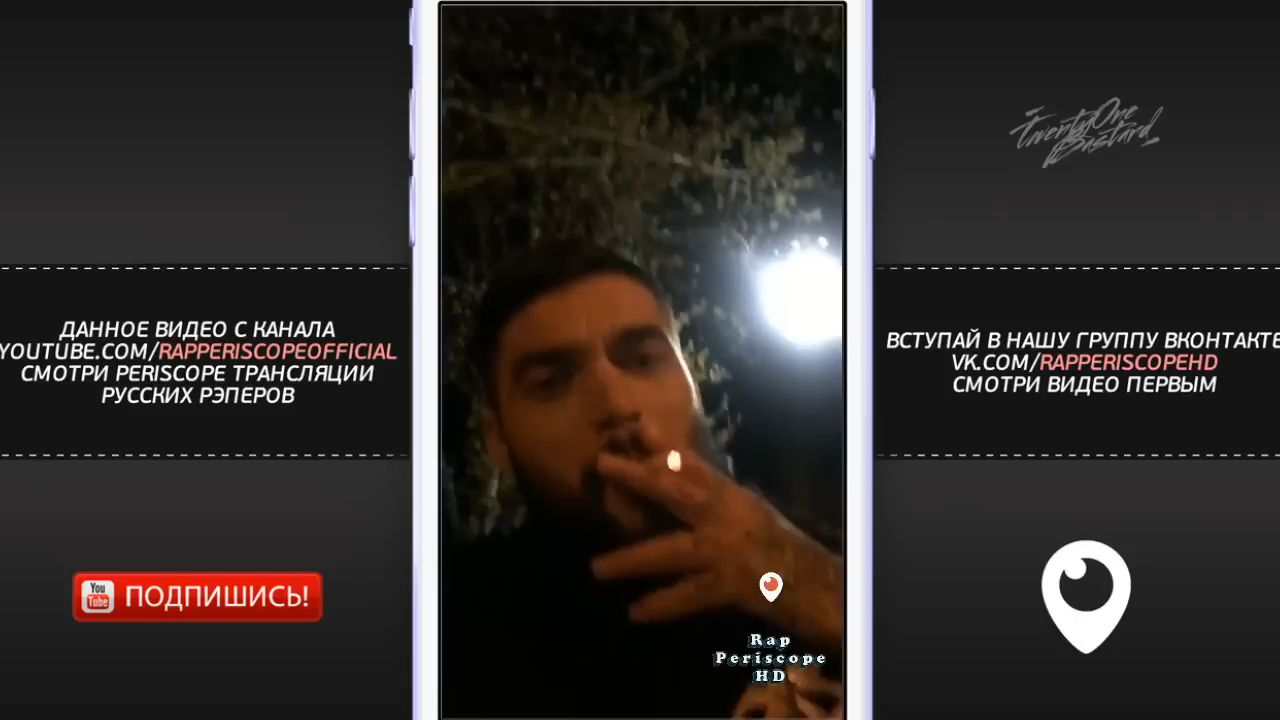 ДАННОЕ ВИДЕО С КАНАЛА
YOUTUBE.COM/RAPPERISCOPEOFFICIAL
СМОТРИ PERISCOPE ТРАНСЛЯЦИИ
РУССКИХ РЭПЕРОВ
You
Tube
ПОДПИШИСЬ!
Rap
Periscope
HD
TwentyOne
Bastard
ВСТУПАЙ В НАШУ ГРУППУ ВКОНТАКТЕ
VK.COM/RAPPERISCOPEHD
СМОТРИ ВИДЕО ПЕРВЫМ